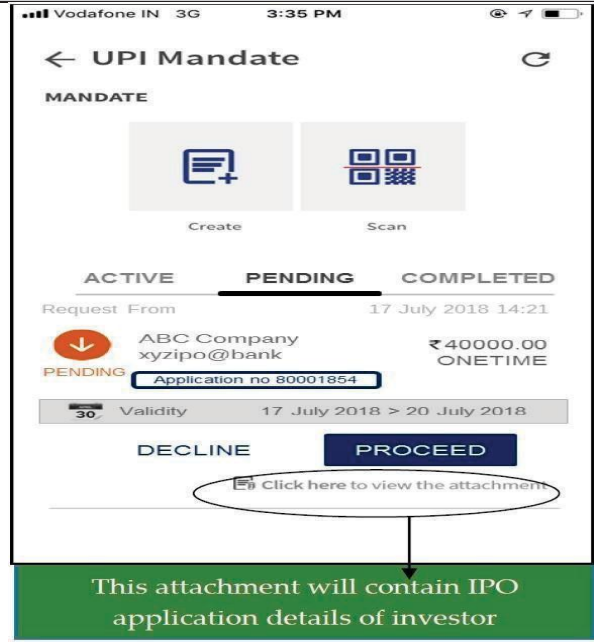 Vodafone IN 3G 3:35 PM
← UPI Mandate
MANDATE
Create Scan
ACTIVE PENDING COMPLETED
Request From 17 July 2018 14:21
ABC Company ₹40000.00
xyzipo@bank ONETIME
PENDING
Application no 80001854
30 Validity 17 July 2018 > 20 July 2018
DECLINE PROCEED
Click here to view the attachment
This attachment will contain IPO
application details of investor